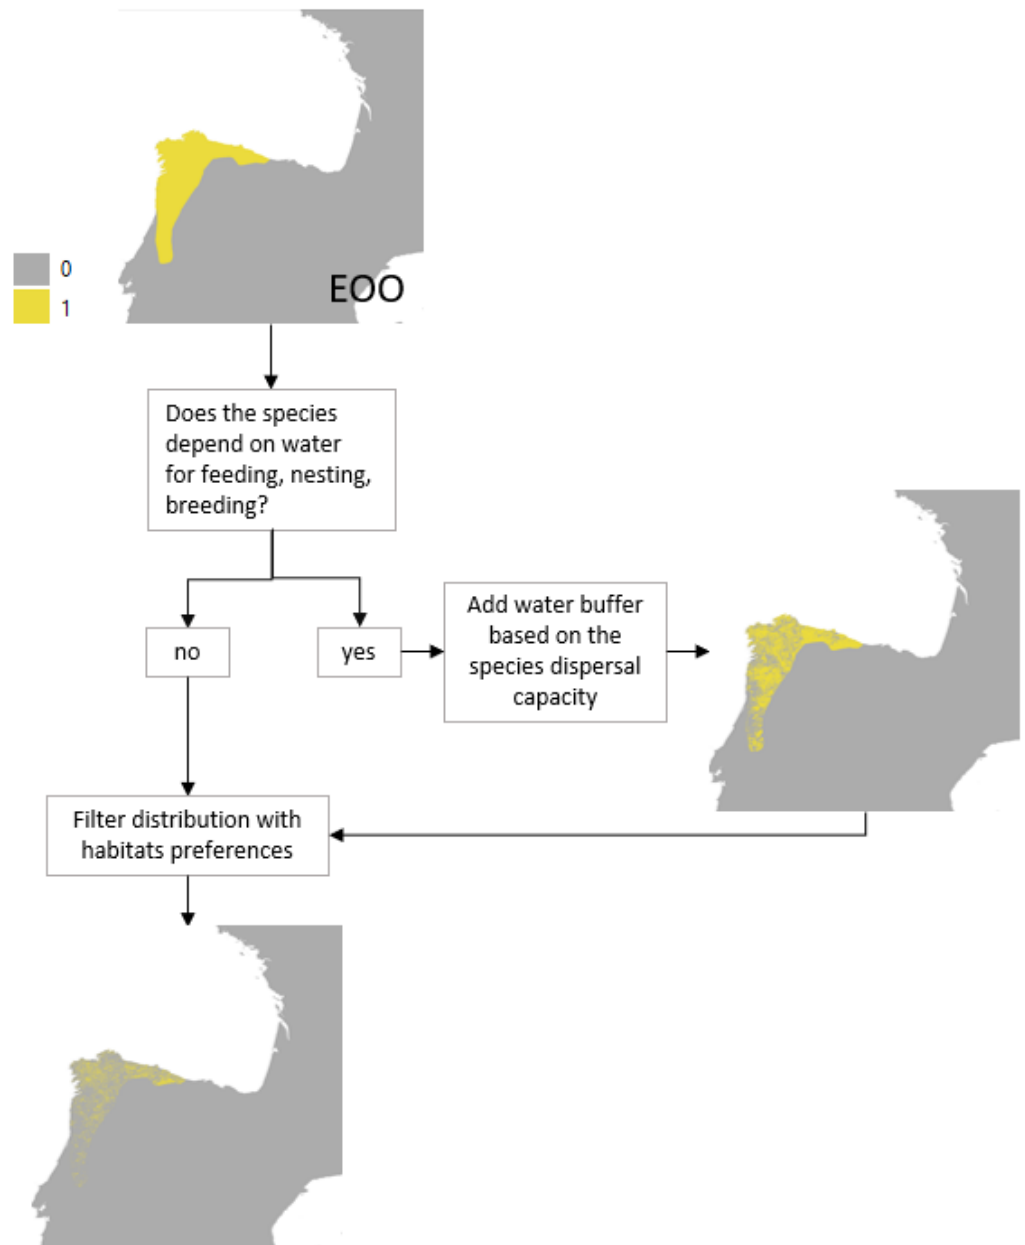 0
1
EOO
Does the species
depend on water
for feeding, nesting,
breeding?
no
yes
Add water buffer
based on the
species dispersal
capacity
Filter distribution with
habitats preferences